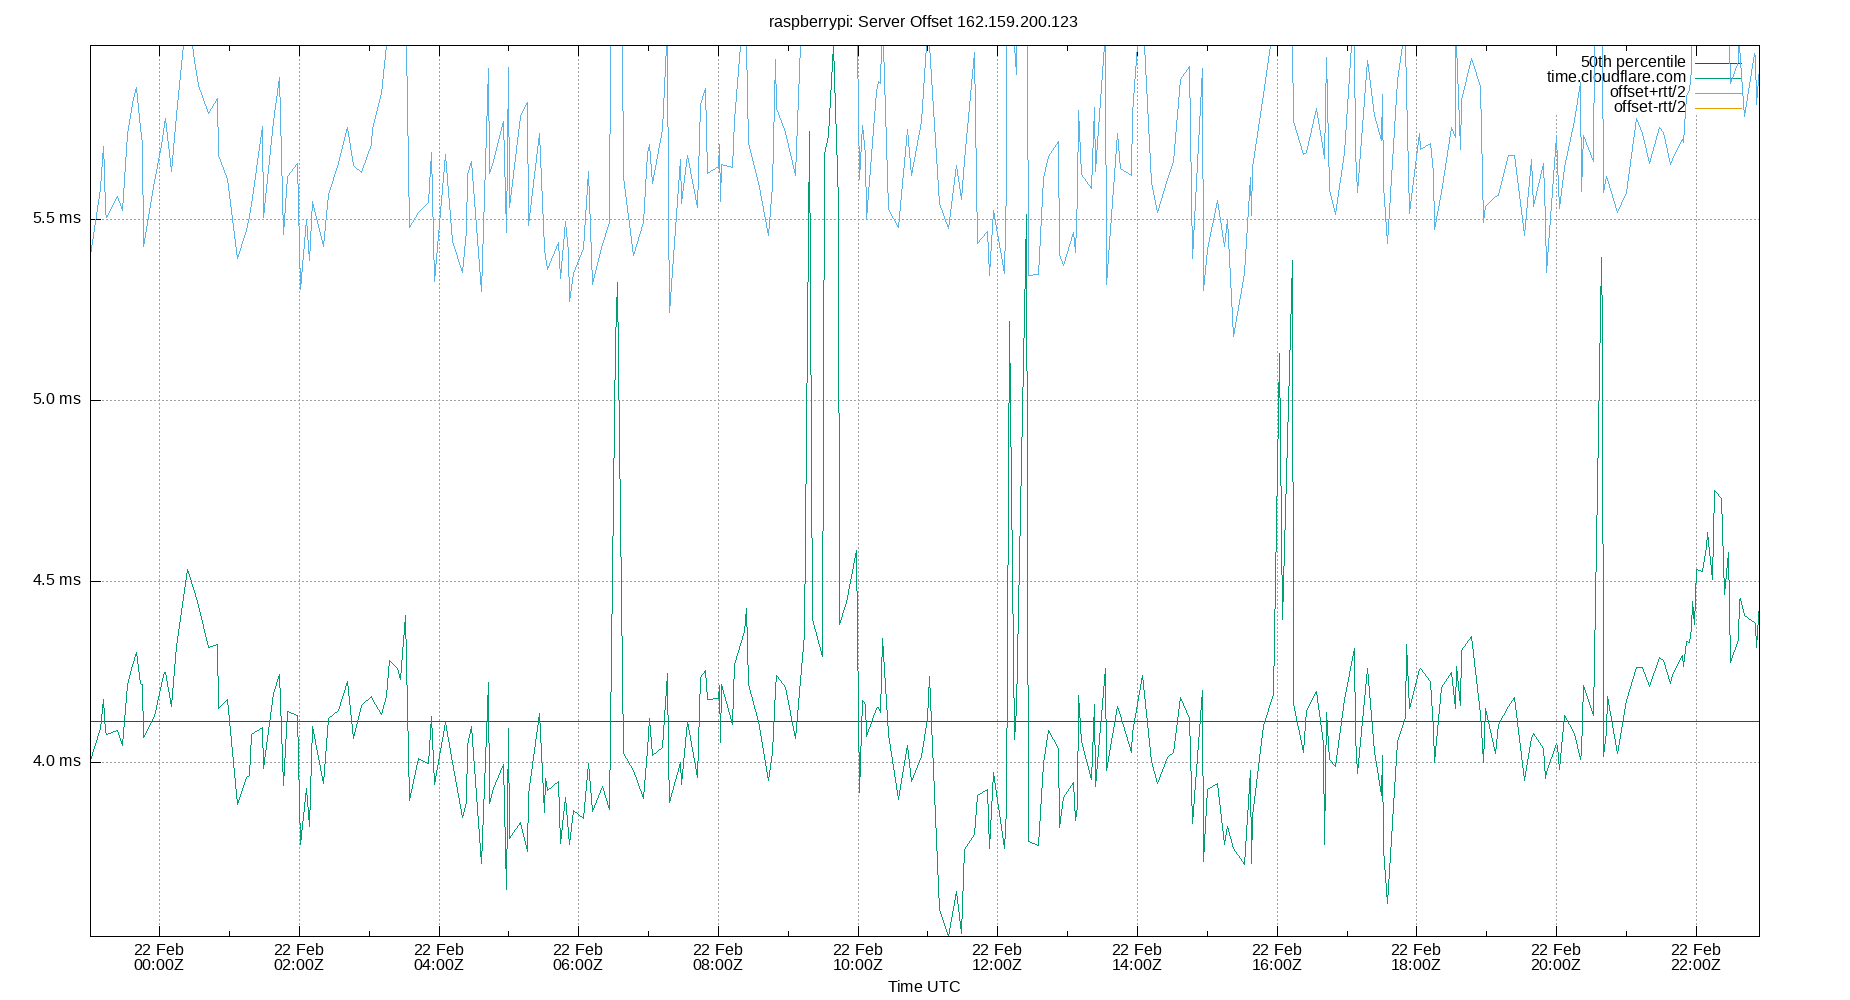 raspberrypi: Server Offset 162.159.200.123
50th percentile
time.cloudflare.com
offset+rtt/2
offset-rtt/2
5.5 ms
5.0 ms
4.5 ms
4.0 ms
22 Feb 22 Feb 22 Feb 22 Feb 22 Feb 22 Feb 22 Feb 22 Feb 22 Feb 22 Feb 22 Feb 22 Feb
00:00Z 02:00Z 04:00Z 06:00Z 08:00Z 10:00Z 12:00Z 14:00Z 16:00Z 18:00Z 20:00Z 22:00Z
Time UTC